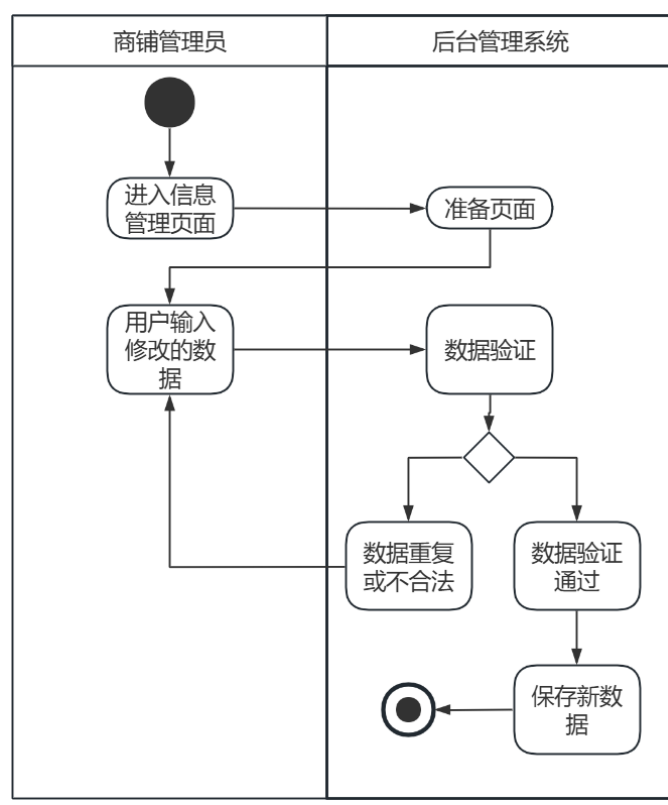 商铺管理员
后台管理系统
进入信息
管理页面
准备页面
用户输入
修改的数
据
数据验证
数据重复
或不合法
数据验证
通过
保存新数
据